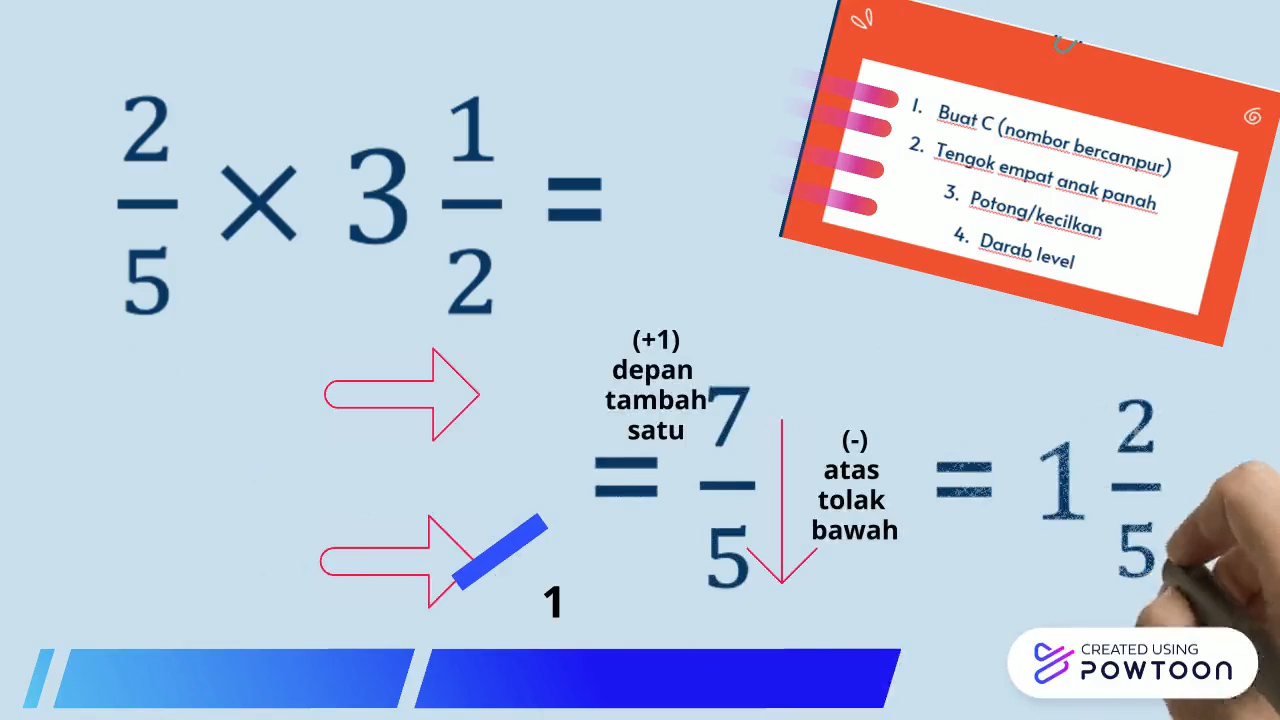 2/5 × 3 1/2 =
1. Buat C (nombor bercampur)
2. Tengok empat anak panah
3. Potong/kecilkan
4. Darab level
(+1)
depan
tambah
satu
= 7/5
(-)
atas
tolak
bawah
= 1 2/5
1
CREATED USING
POWTOON